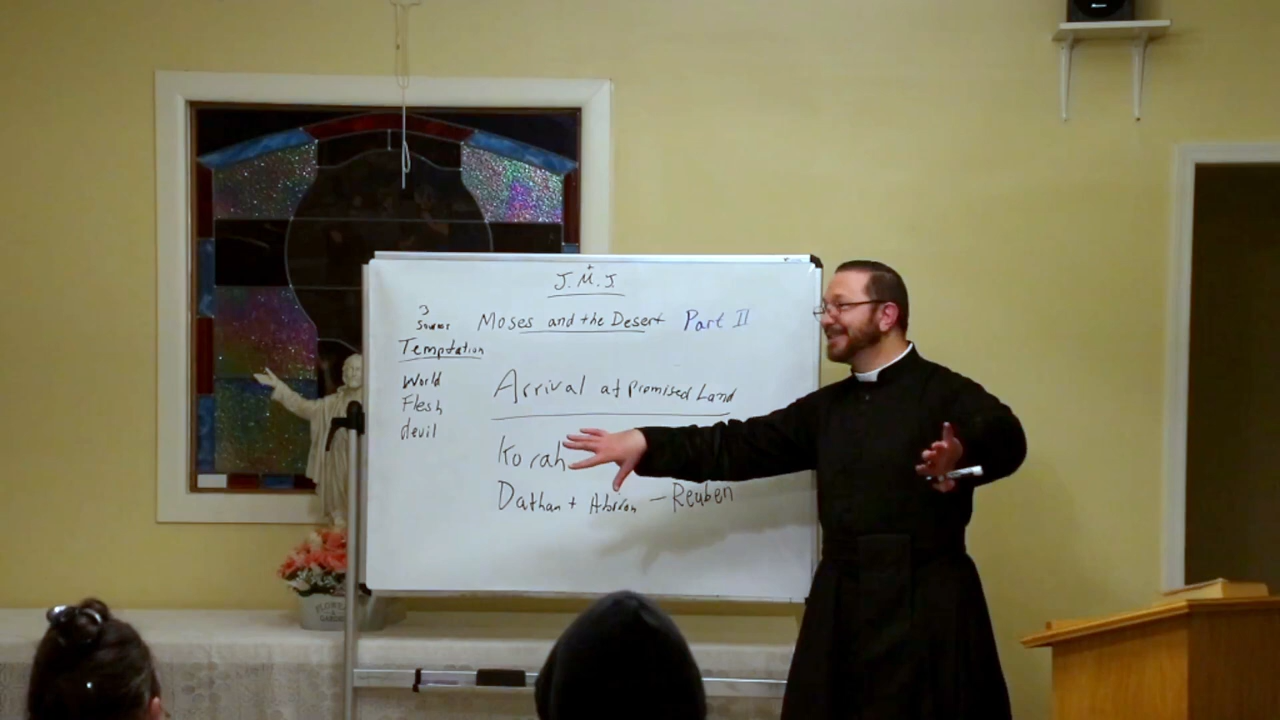 J. M. J.
Moses and the Desert Part II
3
Sources
Temptation
World
Flesh
devil
Arrival at Promised Land
Korah
Dathan + Abiron — Reuben